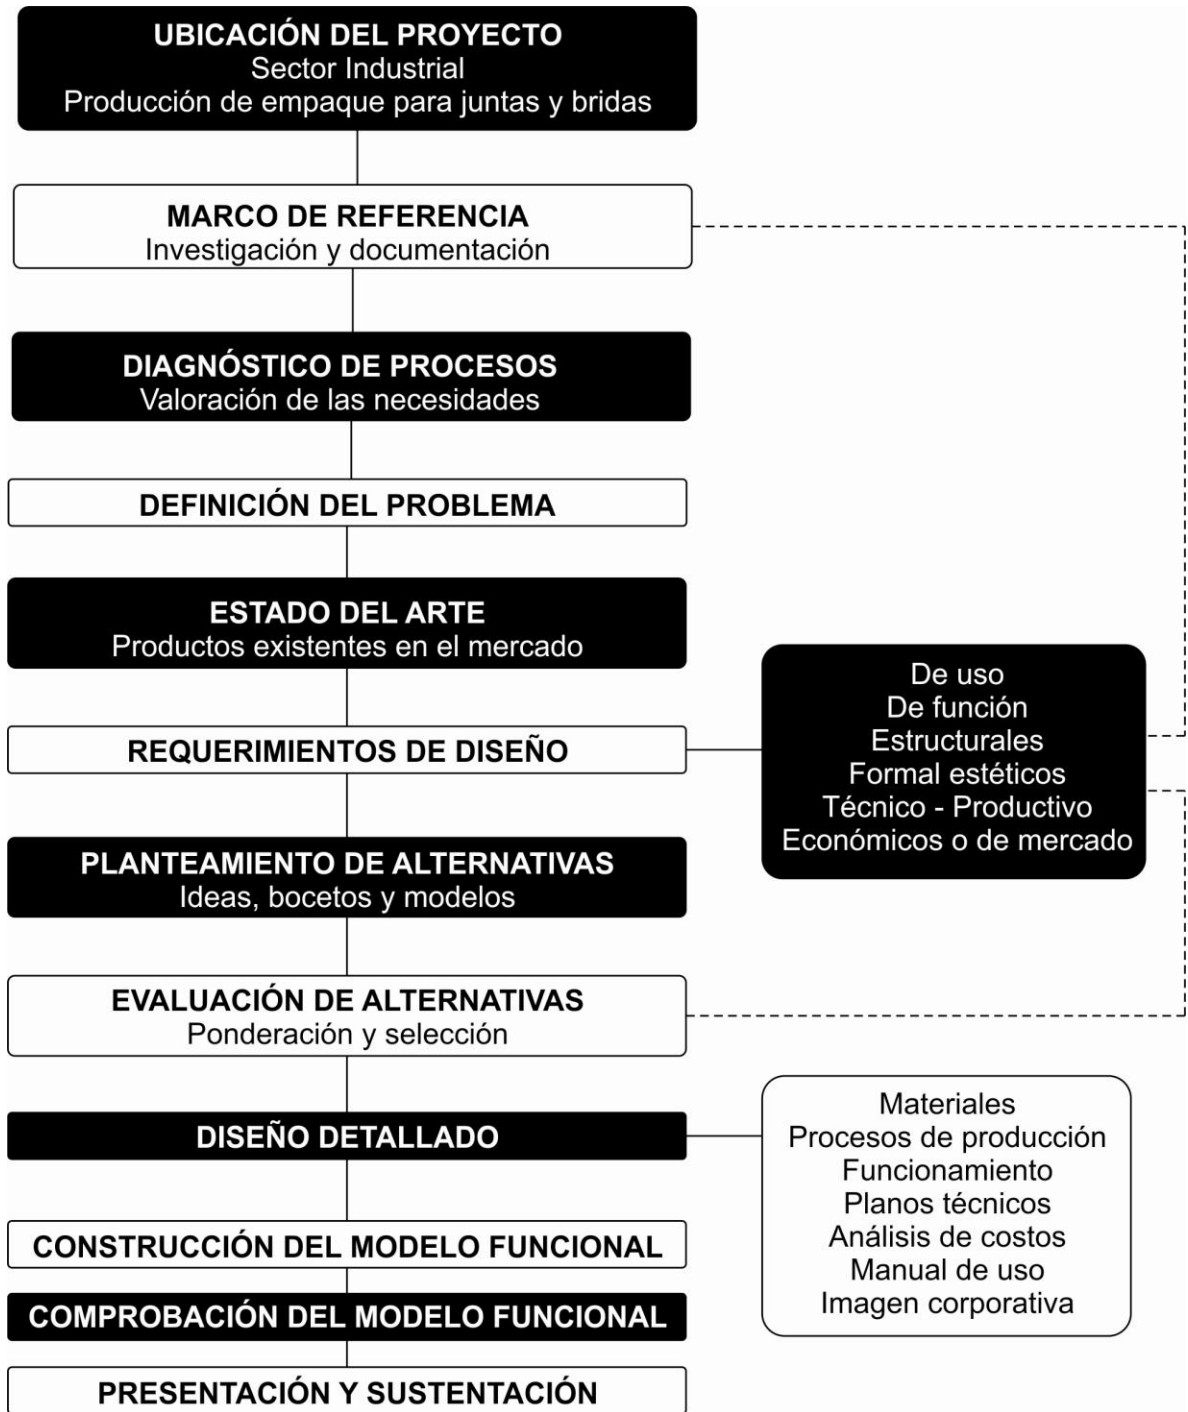 UBICACIÓN DEL PROYECTO
Sector Industrial
Producción de empaque para juntas y bridas
MARCO DE REFERENCIA
Investigación y documentación
DIAGNÓSTICO DE PROCESOS
Valoración de las necesidades
DEFINICIÓN DEL PROBLEMA
ESTADO DEL ARTE
Productos existentes en el mercado
REQUERIMIENTOS DE DISEÑO
De uso
De función
Estructurales
Formal estéticos
Técnico - Productivo
Económicos o de mercado
PLANTEAMIENTO DE ALTERNATIVAS
Ideas, bocetos y modelos
EVALUACIÓN DE ALTERNATIVAS
Ponderación y selección
DISEÑO DETALLADO
Materiales
Procesos de producción
Funcionamiento
Planos técnicos
Análisis de costos
Manual de uso
Imagen corporativa
CONSTRUCCIÓN DEL MODELO FUNCIONAL
COMPROBACIÓN DEL MODELO FUNCIONAL
PRESENTACIÓN Y SUSTENTACIÓN